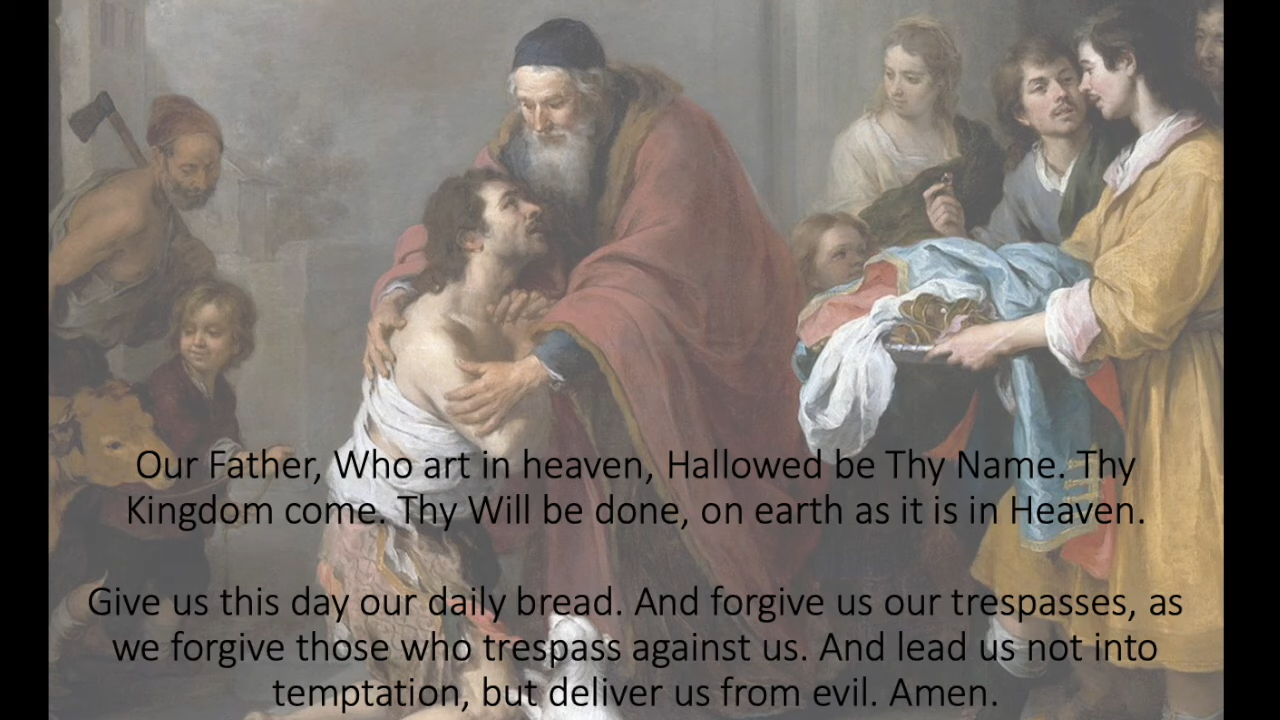 Our Father, Who art in heaven, Hallowed be Thy Name. Thy
Kingdom come. Thy Will be done, on earth as it is in Heaven.
Give us this day our daily bread. And forgive us our trespasses, as
we forgive those who trespass against us. And lead us not into
temptation, but deliver us from evil. Amen.